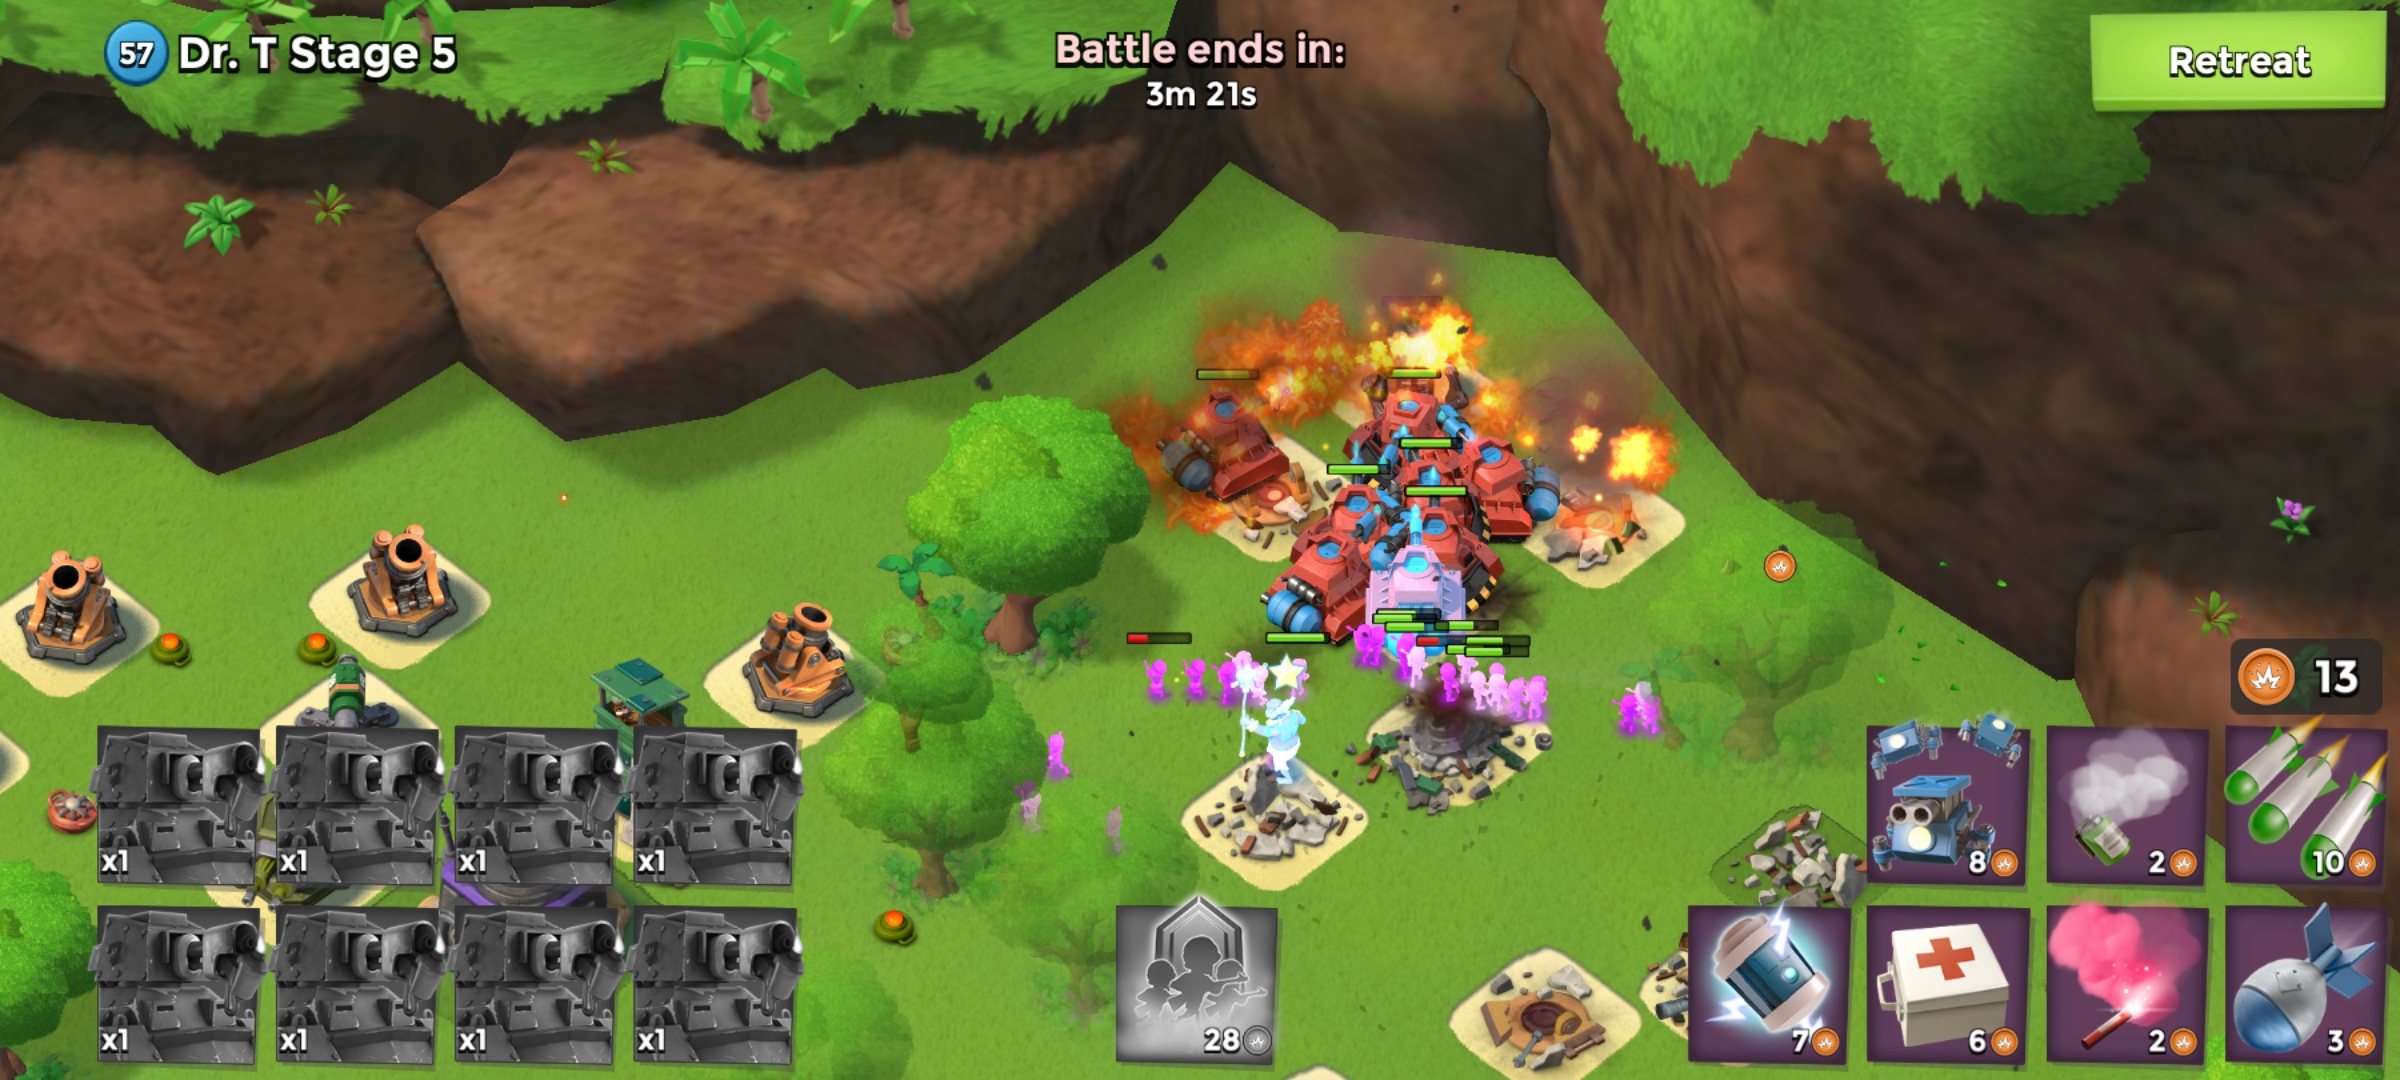 57 Dr. T Stage 5
Battle ends in:
3m 21s
Retreat
13
8
2
10
x1
x1
x1
x1
x1
x1
x1
x1
28
7
6
2
3